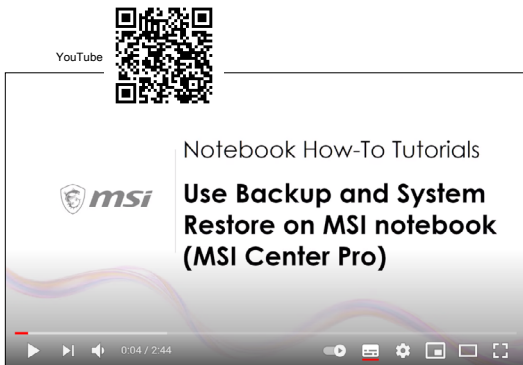 YouTube
Notebook How-To Tutorials
msi
Use Backup and System
Restore on MSI notebook
(MSI Center Pro)
0:04 / 2:44